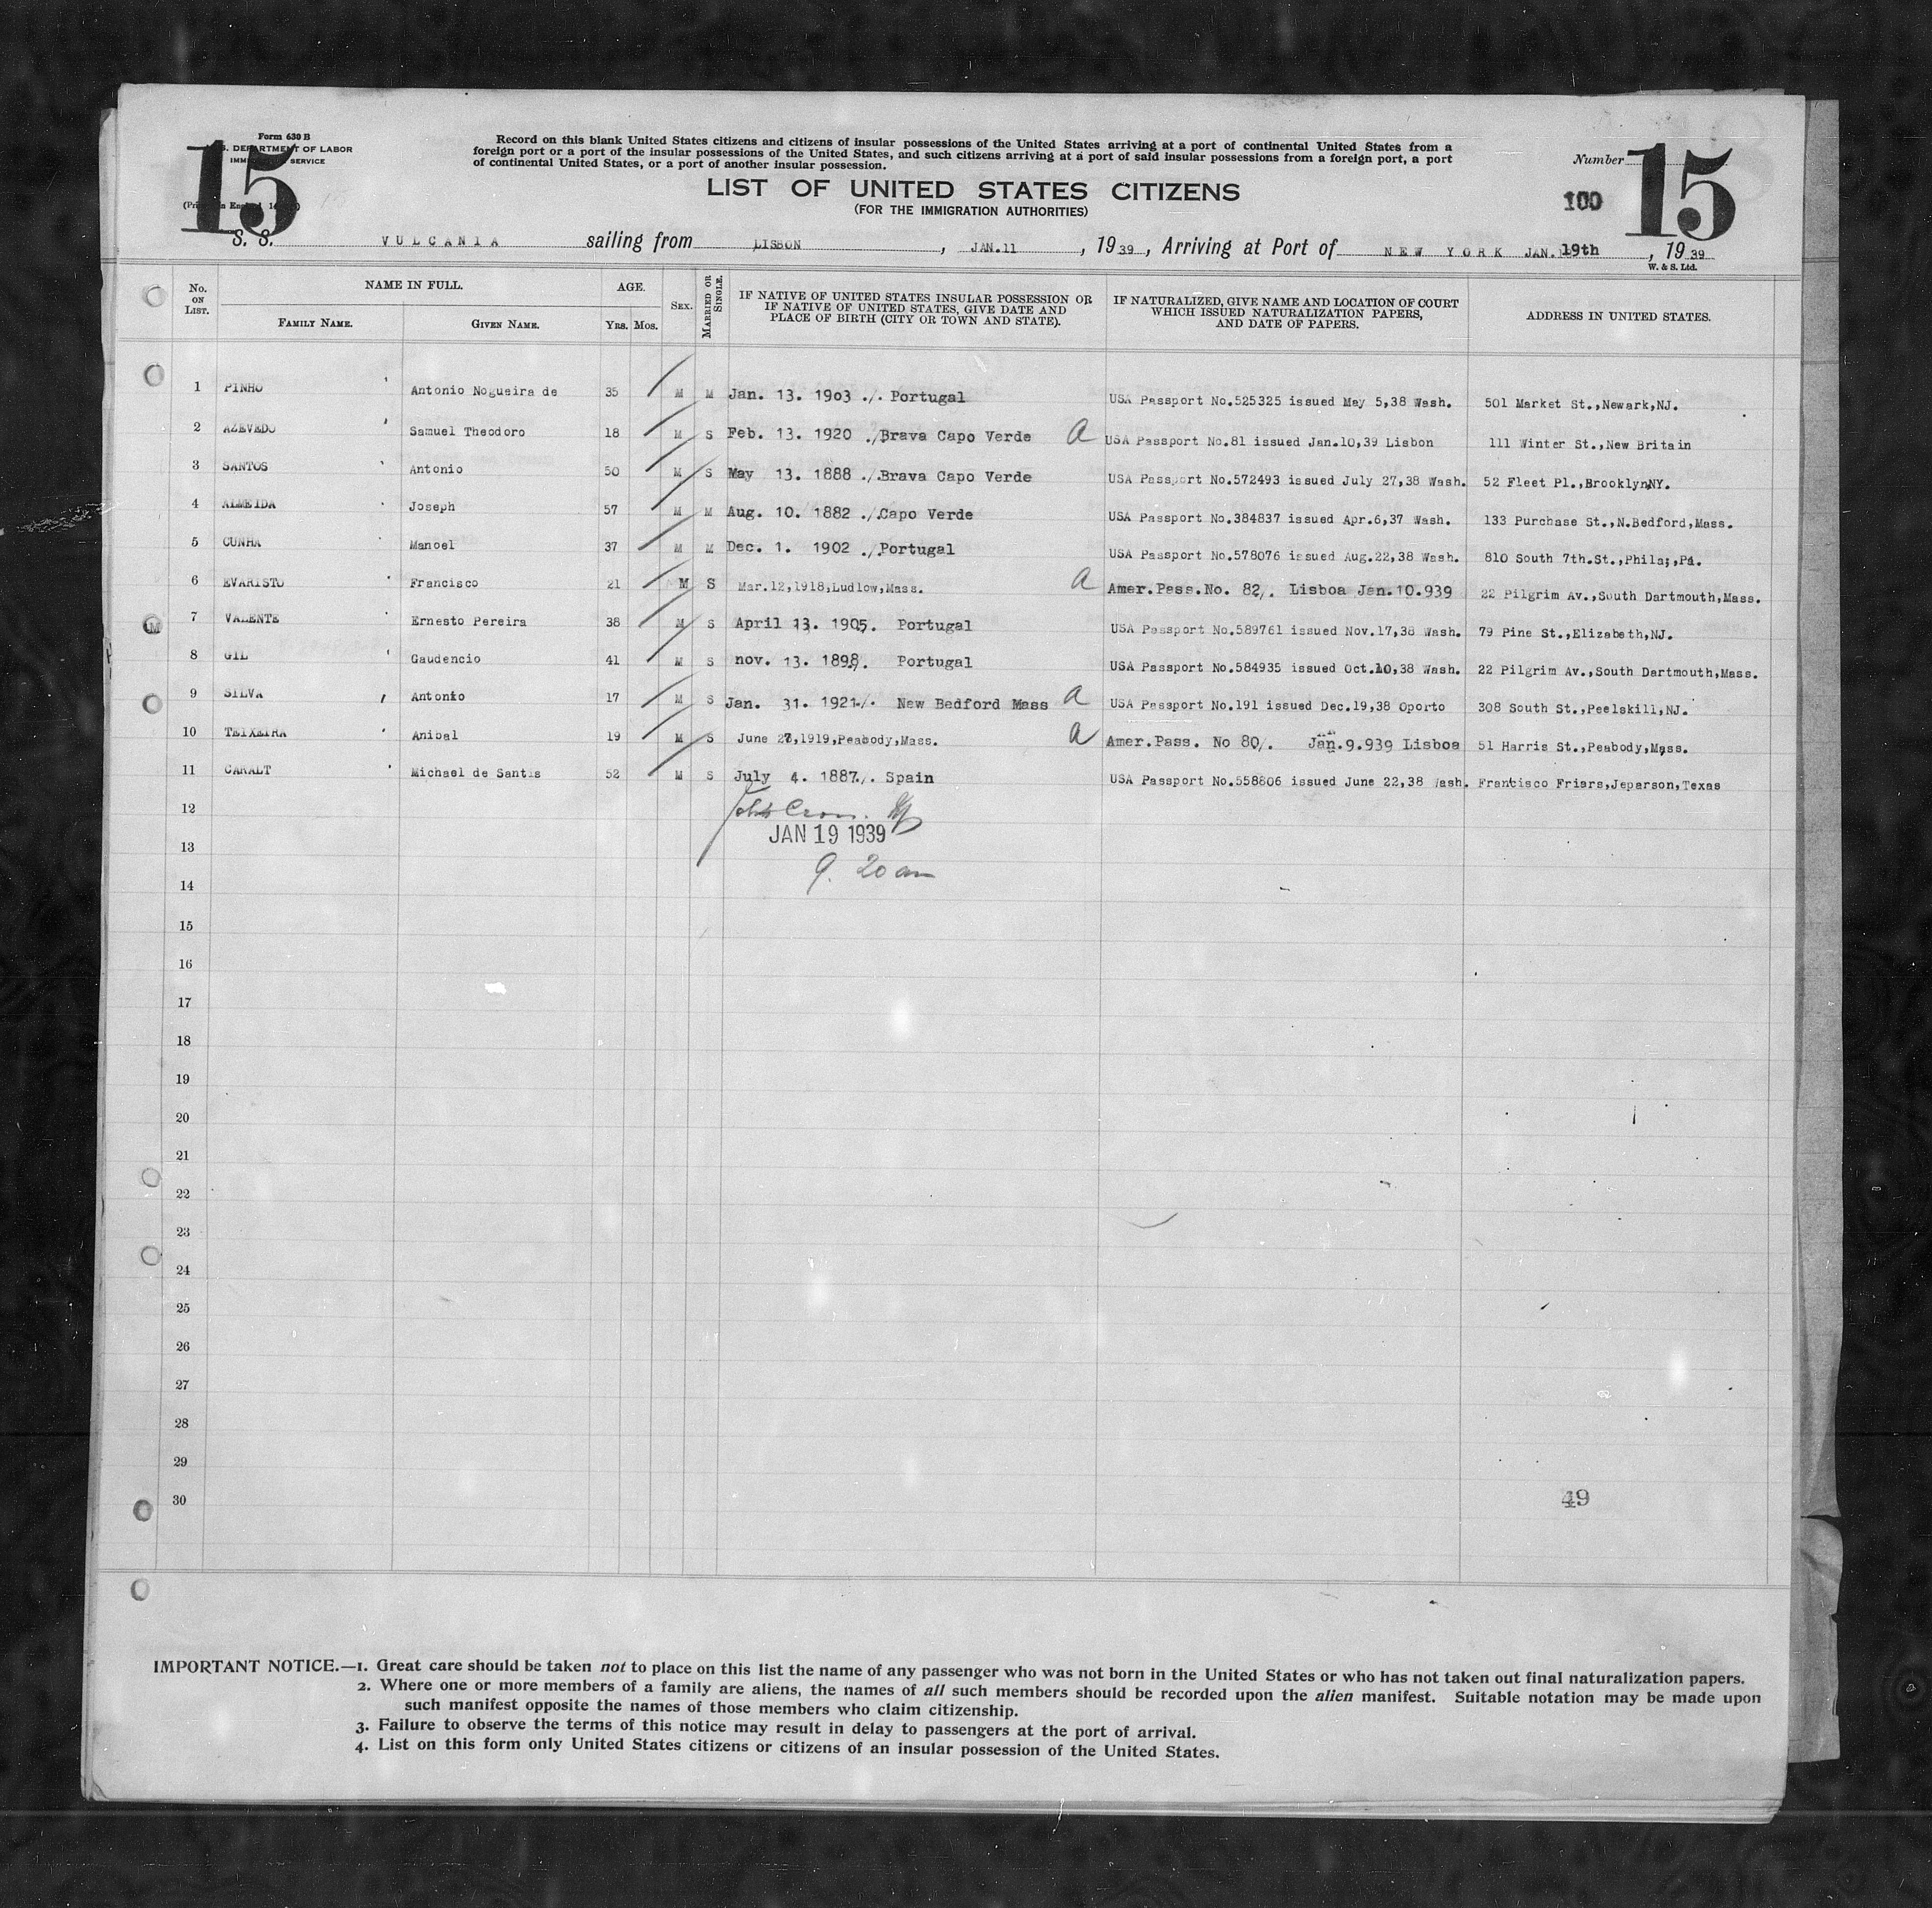 Form 630 B
U.S. DEPARTMENT OF LABOR
IMMIGRATION SERVICE
15
Record on this blank United States citizens and citizens of insular possessions of the United States arriving at a port of continental United States from a
foreign port or a port of the insular possessions of the United States, and such citizens arriving at a port of said insular possessions from a foreign port, a port
of continental United States, or a port of another insular possession.
Number
15
LIST OF UNITED STATES CITIZENS
(FOR THE IMMIGRATION AUTHORITIES)
100
S. S. VULCANIA sailing from LISBON, JAN.11, 1939, Arriving at Port of NEW YORK JAN. 19th, 1939
W. & S. Ltd.
No. ON LIST. NAME IN FULL. AGE. SEX. MARRIED OR SINGLE. IF NATIVE OF UNITED STATES INSULAR POSSESSION OR IF NATIVE OF UNITED STATES, GIVE DATE AND PLACE OF BIRTH (CITY OR TOWN AND STATE). IF NATURALIZED, GIVE NAME AND LOCATION OF COURT WHICH ISSUED NATURALIZATION PAPERS, AND DATE OF PAPERS. ADDRESS IN UNITED STATES.
FAMILY NAME. GIVEN NAME. Yrs. Mos.
1 PINHO Antonio Nogueira de 35 M M Jan. 13. 1903 ./. Portugal USA Passport No.525325 issued May 5,38 Wash. 501 Market St.,Newark,NJ.
2 AZEVEDO Samuel Theodoro 18 M S Feb. 13. 1920 ./.Brava Capo Verde a USA Passport No.81 issued Jan.10,39 Lisbon 111 Winter St.,New Britain
3 SANTOS Antonio 50 M S May 13. 1888 ./.Brava Capo Verde USA Passport No.572493 issued July 27,38 Wash. 52 Fleet Pl.,Brooklyn,NY.
4 ALMEIDA Joseph 57 M M Aug. 10. 1882 ./.Capo Verde USA Passport No.384837 issued Apr.6,37 Wash. 133 Purchase St.,N.Bedford,Mass.
5 CUNHA Manoel 37 M M Dec. 1. 1902 ./.Portugal USA Passport No.578076 issued Aug.22,38 Wash. 810 South 7th.St.,Phila;,Pa.
6 EVARISTO Francisco 21 M S Mar.12,1918,Ludlow,Mass. a Amer.Pass.No. 82/. Lisboa Jan.10.939 22 Pilgrim Av.,South Dartmouth,Mass.
7 VALENTE Ernesto Pereira 38 M S April 13. 1905. Portugal USA Passport No.589761 issued Nov.17,38 Wash. 79 Pine St.,Elizabeth,NJ.
8 GIL Gaudencio 41 M S nov. 13. 1898/. Portugal USA Passport No.584935 issued Oct.10,38 Wash. 22 Pilgrim Av.,South Dartmouth,Mass.
9 SILVA Antonio 17 M S Jan. 31. 1921./. New Bedford Mass a USA Passport No.191 issued Dec.19,38 Oporto 308 South St.,Peelskill,NJ.
10 TEIXEIRA Anibal 19 M S June 27,1919,Peabody,Mass. a Amer.Pass. No 80/. Jan.9.939 Lisboa 51 Harris St.,Peabody,Mass.
11 CARALT Michael de Santis 52 M S July 4. 1887./. Spain USA Passport No.558806 issued June 22,38 Wash. Francisco Friars,Jeparson,Texas
12
JAN 19 1939
13
9. 20 am
14
15
16
17
18
19
20
21
22
23
24
25
26
27
28
29
30
49
IMPORTANT NOTICE.—1. Great care should be taken not to place on this list the name of any passenger who was not born in the United States or who has not taken out final naturalization papers.
2. Where one or more members of a family are aliens, the names of all such members should be recorded upon the alien manifest. Suitable notation may be made upon
such manifest opposite the names of those members who claim citizenship.
3. Failure to observe the terms of this notice may result in delay to passengers at the port of arrival.
4. List on this form only United States citizens or citizens of an insular possession of the United States.